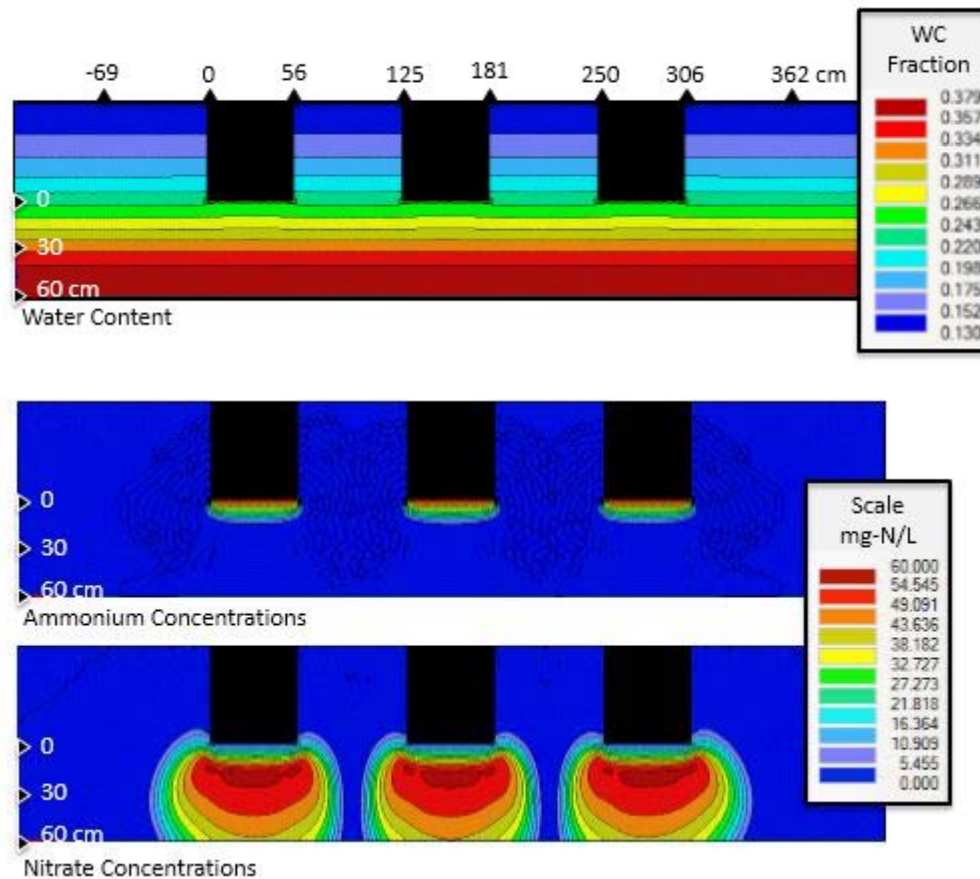 WC
Fraction
-69 0 56 125 181 250 306 362 cm
0.379
0.357
0.334
0.311
0.289
0.266
0.243
0.220
0.198
0.175
0.152
0.130
0
30
60 cm
Water Content
0
30
60 cm
Ammonium Concentrations
Scale
mg-N/L
60.000
54.545
49.091
43.636
38.182
32.727
27.273
21.818
16.364
10.909
5.455
0.000
0
30
60 cm
Nitrate Concentrations